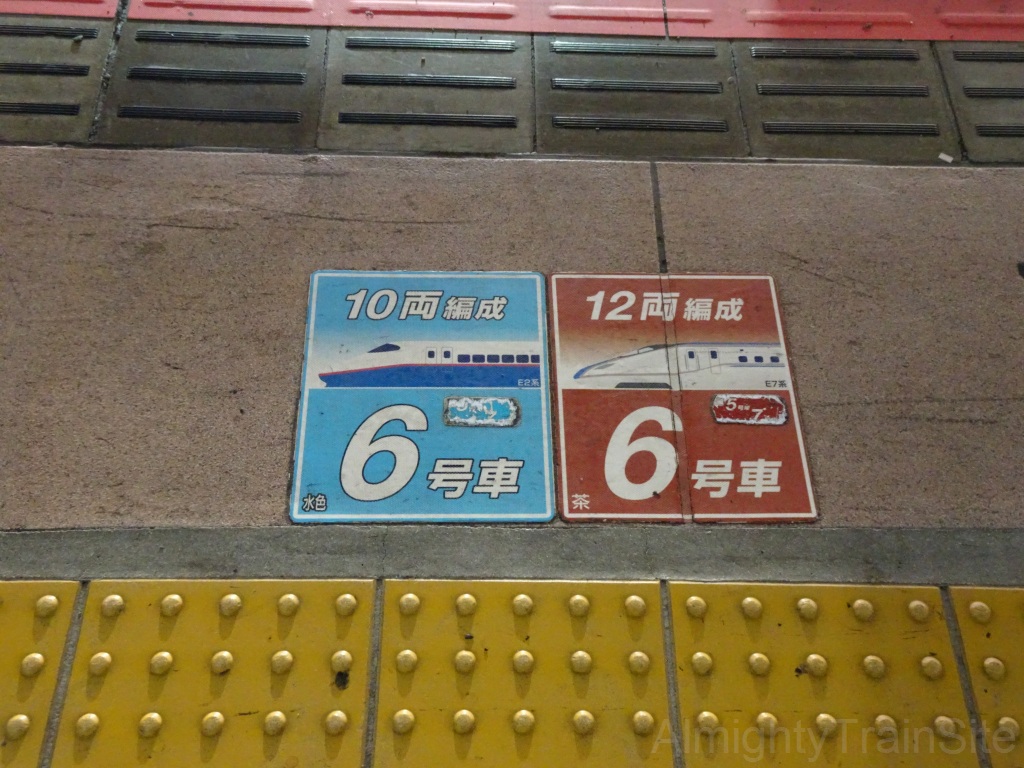 10両編成
E2系
6号車
水色
12両編成
E7系
5号車
7
6号車
茶
AlmightyTrainSite